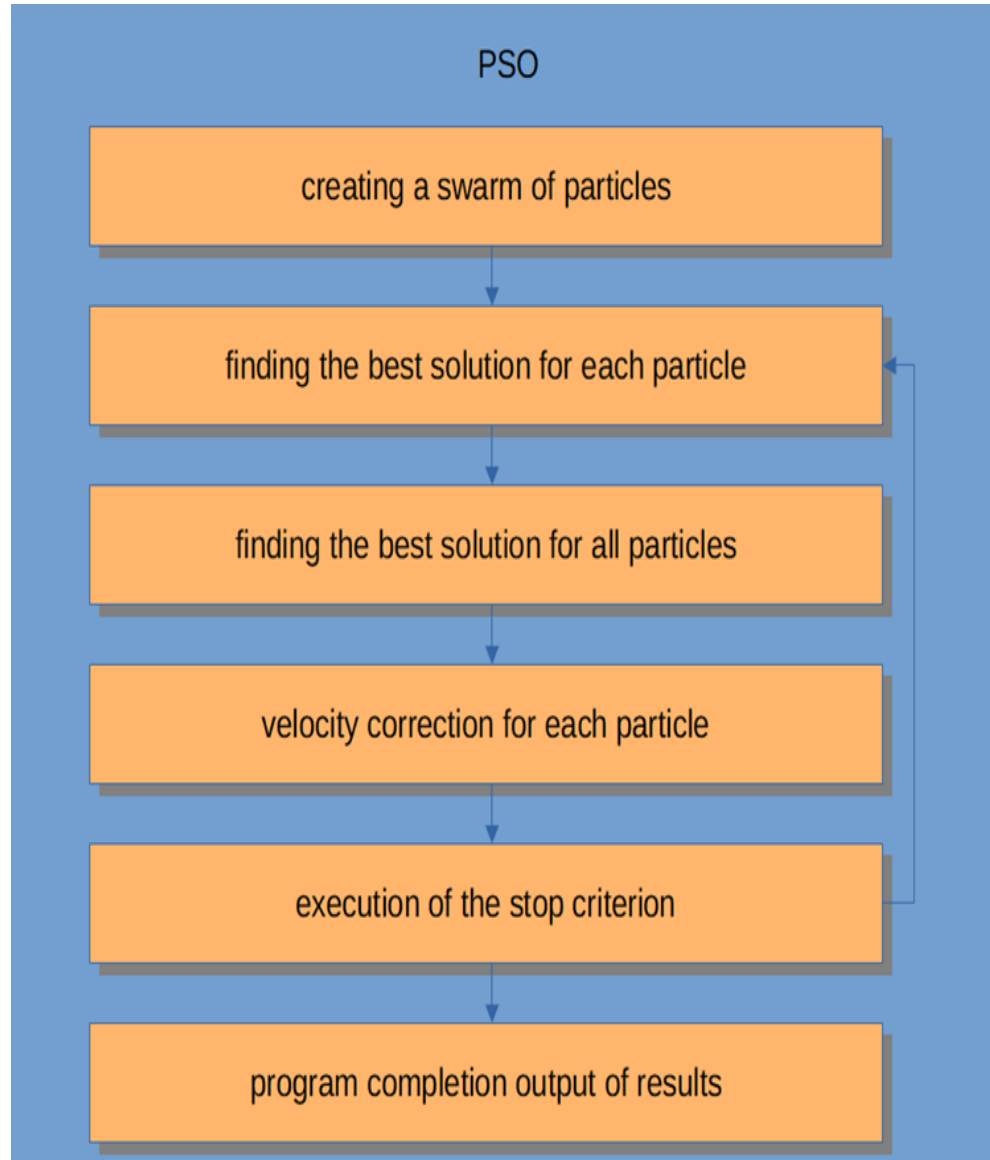 PSO
creating a swarm of particles
finding the best solution for each particle
finding the best solution for all particles
velocity correction for each particle
execution of the stop criterion
program completion output of results